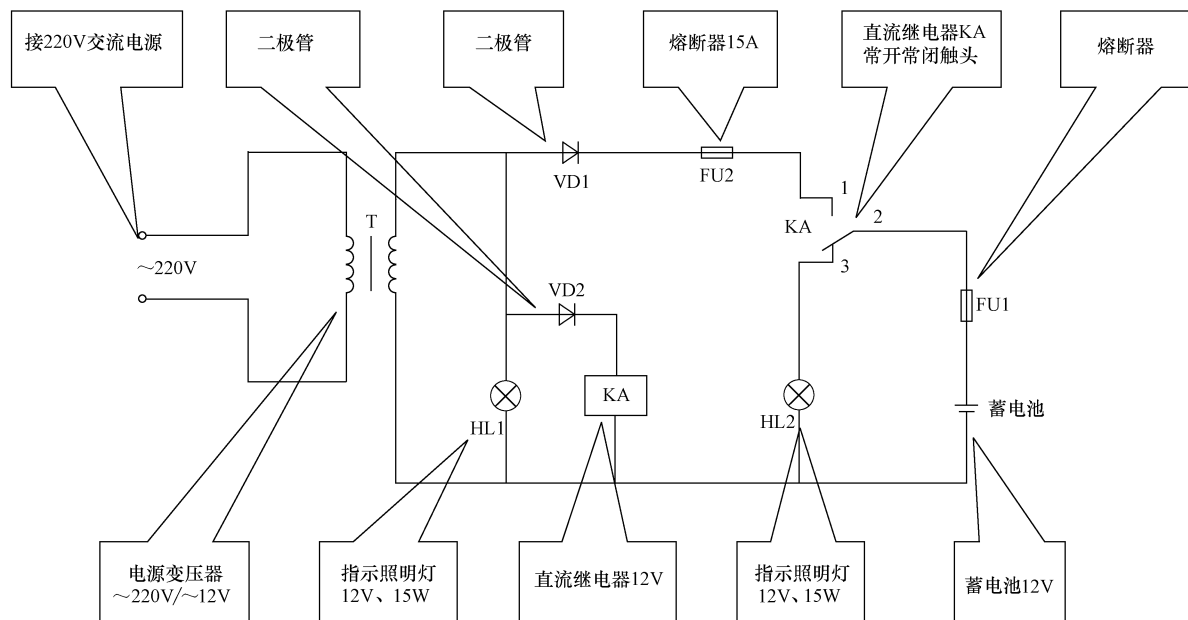 接220V交流电源
二极管
二极管
熔断器15A
直流继电器KA
常开常闭触头
熔断器
VD1
FU2
1
KA
2
3
T
～220V
VD2
FU1
KA
HL1
HL2
蓄电池
电源变压器
～220V/～12V
指示照明灯
12V、15W
直流继电器12V
指示照明灯
12V、15W
蓄电池12V